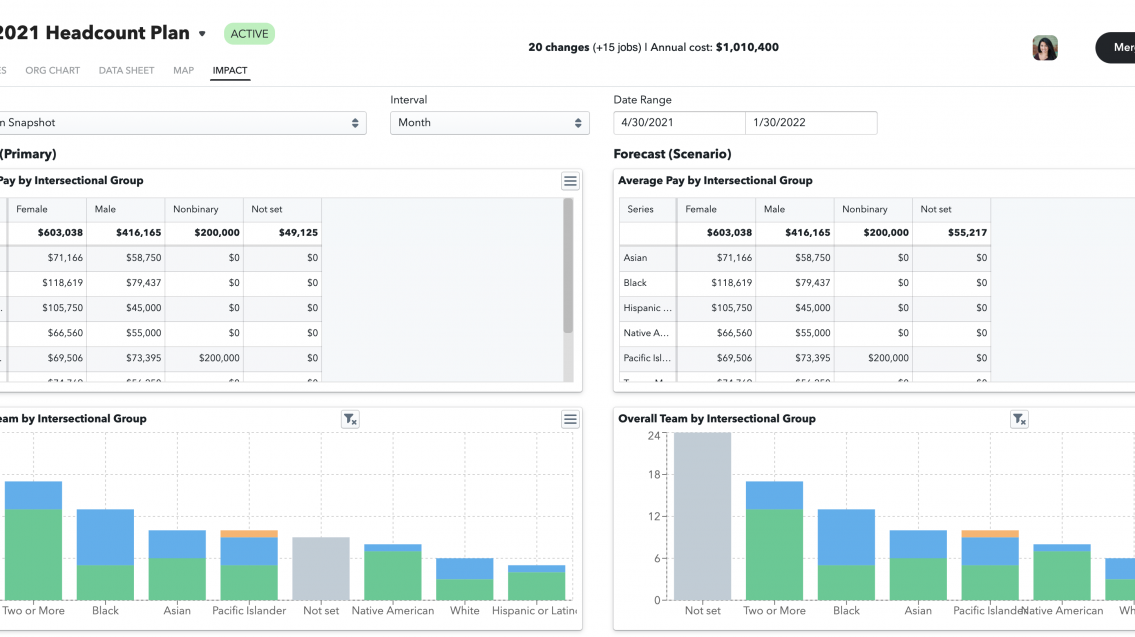 2021 Headcount Plan ACTIVE
20 changes (+15 jobs) | Annual cost: $1,010,400
Mer
ES ORG CHART DATA SHEET MAP IMPACT
Interval
Date Range
n Snapshot
Month
4/30/2021 1/30/2022
(Primary)
Forecast (Scenario)
Pay by Intersectional Group
Female Male Nonbinary Not set
$603,038 $416,165 $200,000 $49,125
$71,166 $58,750 $0 $0
$118,619 $79,437 $0 $0
$105,750 $45,000 $0 $0
$66,560 $55,000 $0 $0
$69,506 $73,395 $200,000 $0
Average Pay by Intersectional Group
Series Female Male Nonbinary Not set
$603,038 $416,165 $200,000 $55,217
Asian $71,166 $58,750 $0 $0
Black $118,619 $79,437 $0 $0
Hispanic ... $105,750 $45,000 $0 $0
Native A... $66,560 $55,000 $0 $0
Pacific Isl... $69,506 $73,395 $200,000 $0
eam by Intersectional Group
Two or More Black Asian Pacific Islander Not set Native American White Hispanic or Latin
Overall Team by Intersectional Group
24
18
12
6
0
Not set Two or More Black Asian Pacific Islander Native American Wh